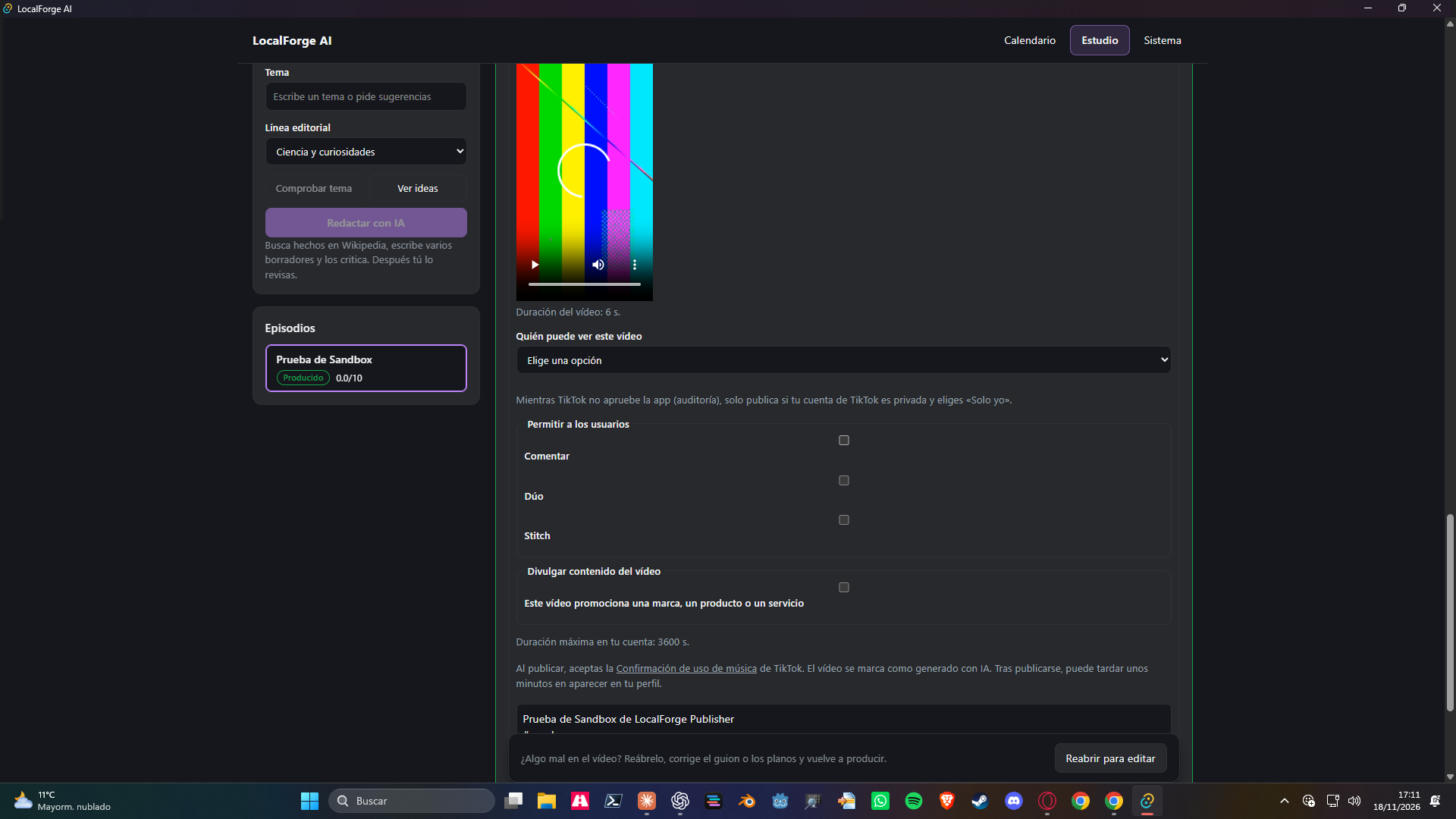 LocalForge AI
LocalForge AI
Calendario
Estudio
Sistema
Tema
Escribe un tema o pide sugerencias
Línea editorial
Ciencia y curiosidades
Comprobar tema
Ver ideas
Redactar con IA
Busca hechos en Wikipedia, escribe varios
borradores y los critica. Después tú lo
revisas.
Episodios
Prueba de Sandbox
Producido
0.0/10
Duración del vídeo: 6 s.
Quién puede ver este vídeo
Elige una opción
Mientras TikTok no apruebe la app (auditoría), solo publica si tu cuenta de TikTok es privada y eliges «Solo yo».
Permitir a los usuarios
Comentar
Dúo
Stitch
Divulgar contenido del vídeo
Este vídeo promociona una marca, un producto o un servicio
Duración máxima en tu cuenta: 3600 s.
Al publicar, aceptas la Confirmación de uso de música de TikTok. El vídeo se marca como generado con IA. Tras publicarse, puede tardar unos
minutos en aparecer en tu perfil.
Prueba de Sandbox de LocalForge Publisher
¿Algo mal en el vídeo? Reábrelo, corrige el guion o los planos y vuelve a producir.
Reabrir para editar
11°C
Mayorm. nublado
Buscar
17:11
18/11/2026